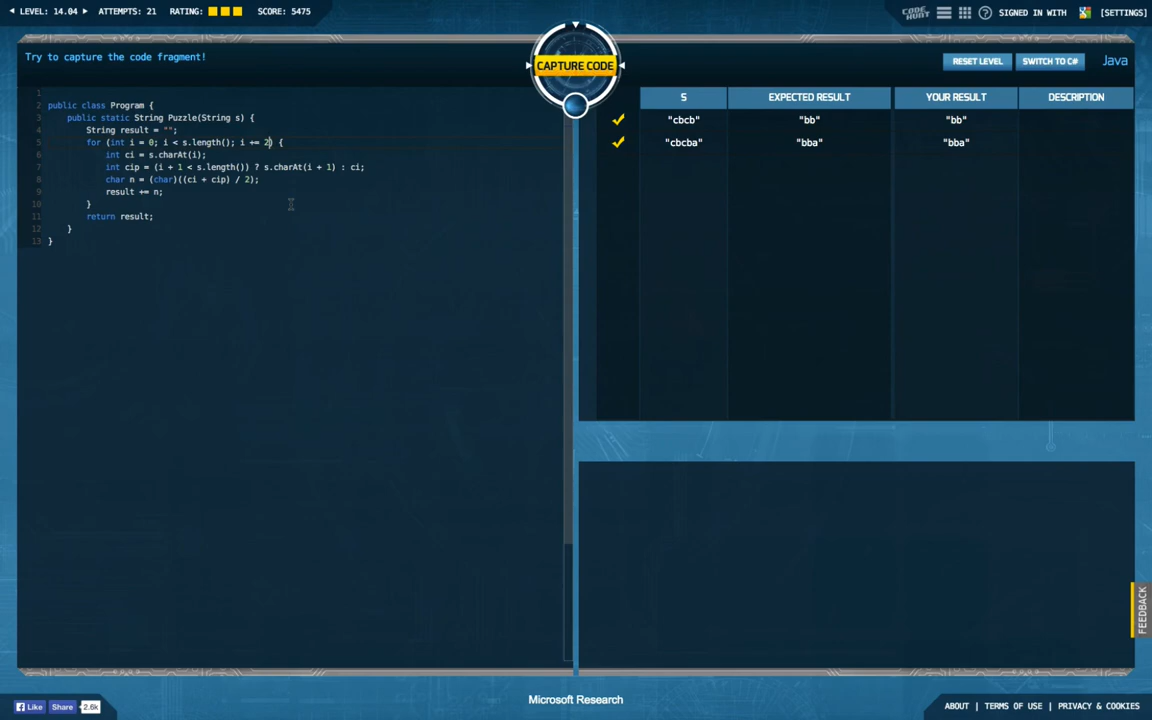 LEVEL: 14.04 ATTEMPTS: 21 RATING: SCORE: 5475
CODE HUNT SIGNED IN WITH [SETTINGS]
Try to capture the code fragment!
CAPTURE CODE
RESET LEVEL SWITCH TO C# Java
1
2 public class Program {
3 public static String Puzzle(String s) {
4 String result = "";
5 for (int i = 0; i < s.length(); i += 2) {
6 int ci = s.charAt(i);
7 int cip = (i + 1 < s.length()) ? s.charAt(i + 1) : ci;
8 char n = (char)((ci + cip) / 2);
9 result += n;
10 }
11 return result;
12 }
13 }
S EXPECTED RESULT YOUR RESULT DESCRIPTION
"cbcb" "bb" "bb"
"cbcba" "bba" "bba"
FEEDBACK
Like Share 2.6k
Microsoft Research
ABOUT | TERMS OF USE | PRIVACY & COOKIES